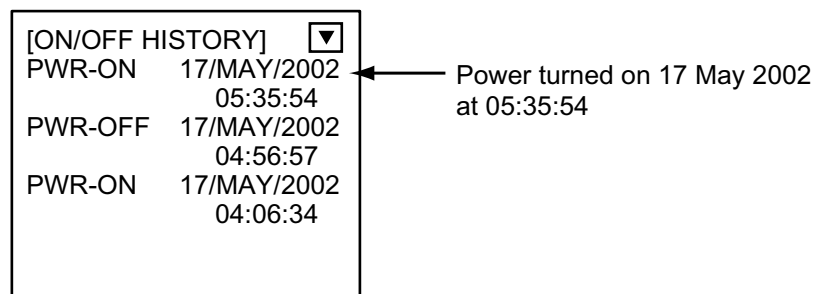 [ON/OFF HISTORY] ▼
PWR-ON 17/MAY/2002
05:35:54
PWR-OFF 17/MAY/2002
04:56:57
PWR-ON 17/MAY/2002
04:06:34
Power turned on 17 May 2002
at 05:35:54